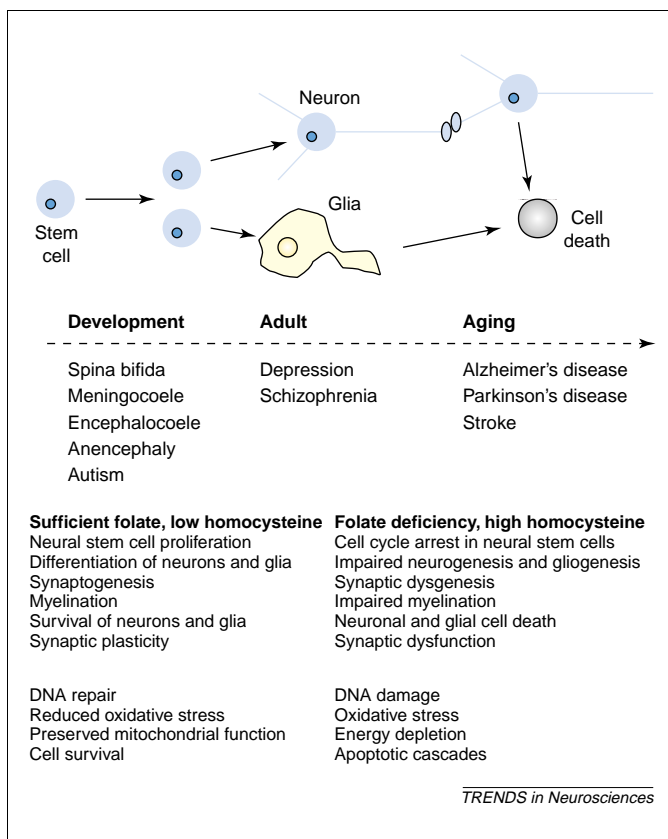 Neuron
Stem
cell
Glia
Cell
death
Development Adult Aging
Spina bifida Depression Alzheimer's disease
Meningocoele Schizophrenia Parkinson's disease
Encephalocoele Stroke
Anencephaly
Autism
Sufficient folate, low homocysteine Folate deficiency, high homocysteine
Neural stem cell proliferation Cell cycle arrest in neural stem cells
Differentiation of neurons and glia Impaired neurogenesis and gliogenesis
Synaptogenesis Synaptic dysgenesis
Myelination Impaired myelination
Survival of neurons and glia Neuronal and glial cell death
Synaptic plasticity Synaptic dysfunction
DNA repair DNA damage
Reduced oxidative stress Oxidative stress
Preserved mitochondrial function Energy depletion
Cell survival Apoptotic cascades
TRENDS in Neurosciences